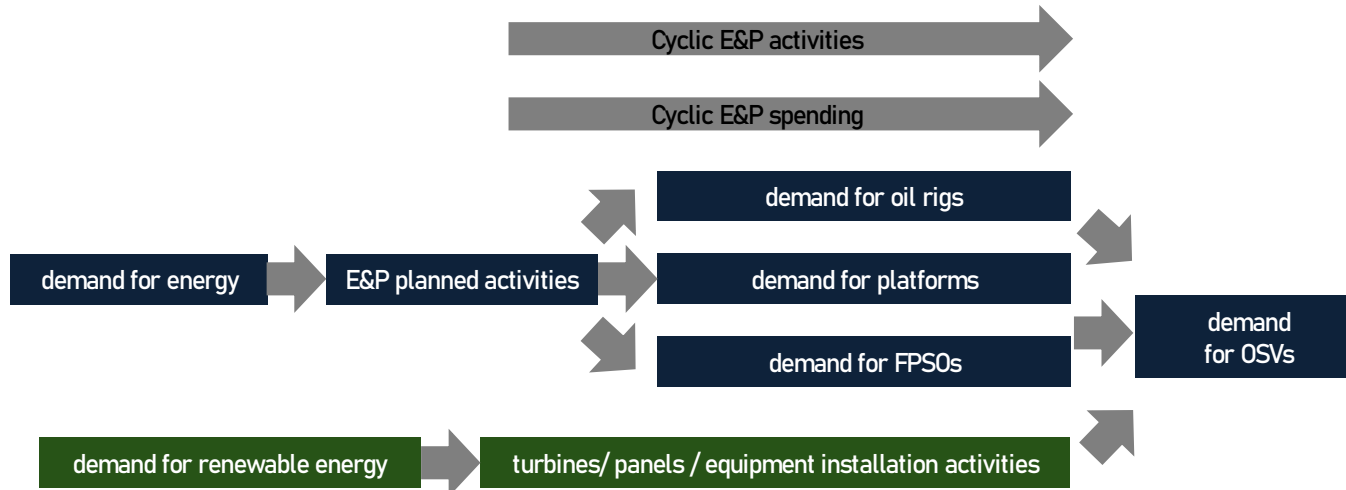 Cyclic E&P activities
Cyclic E&P spending
demand for oil rigs
demand for energy
E&P planned activities
demand for platforms
demand for FPSOs
demand
for OSVs
demand for renewable energy
turbines/ panels / equipment installation activities